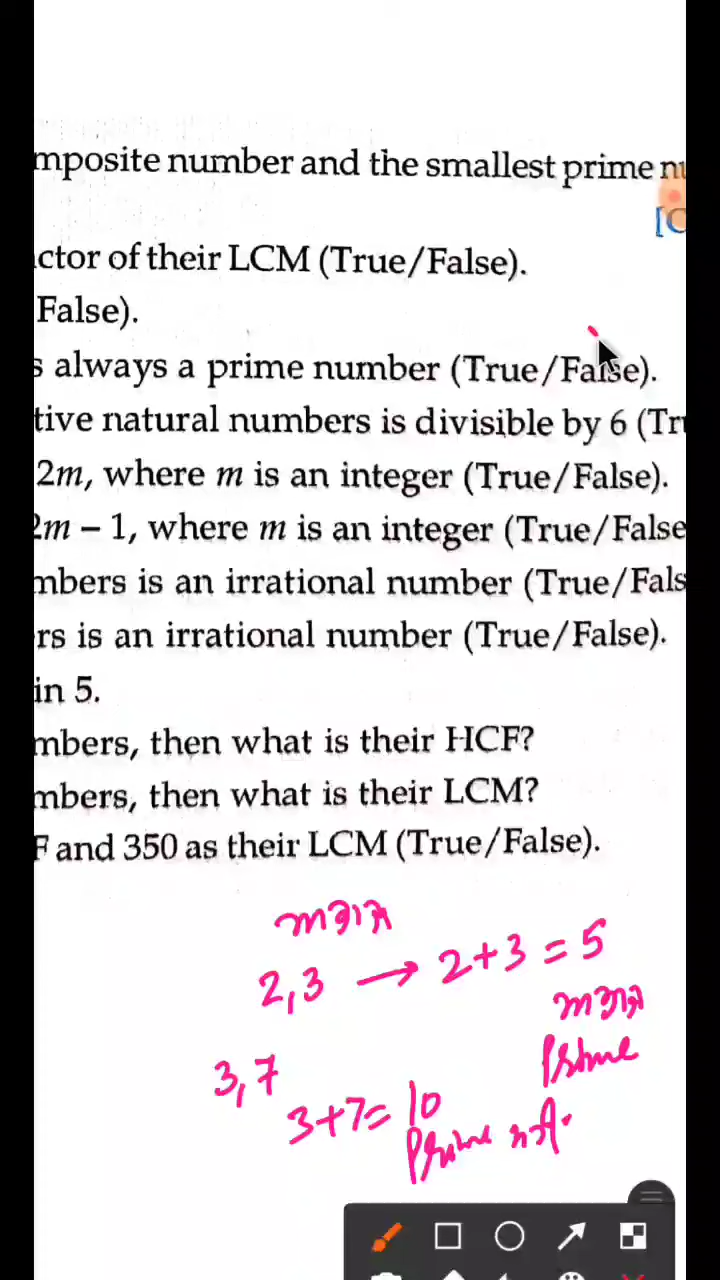 mposite number and the smallest prime nu
[C
ctor of their LCM (True/False).
False).
s always a prime number (True/False).
tive natural numbers is divisible by 6 (Tr
2m, where m is an integer (True/False).
2m – 1, where m is an integer (True/False
mbers is an irrational number (True/Fals
rs is an irrational number (True/False).
in 5.
mbers, then what is their HCF?
mbers, then what is their LCM?
F and 350 as their LCM (True/False).
2,3 → 2+3 = 5
Prime
3,7
3+7= 10
Prime